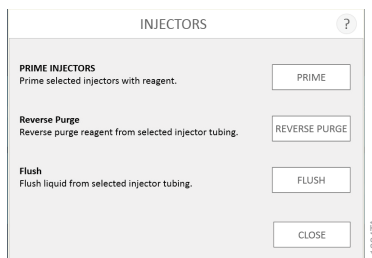 INJECTORS
?
PRIME INJECTORS
Prime selected injectors with reagent.
PRIME
Reverse Purge
Reverse purge reagent from selected injector tubing.
REVERSE PURGE
Flush
Flush liquid from selected injector tubing.
FLUSH
CLOSE